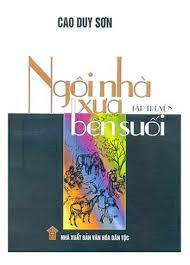 CAO DUY SƠN
Ngôi nhà
xưa
TẬP TRUYỆN
bên suối
NHÀ XUẤT BẢN VĂN HÓA DÂN TỘC